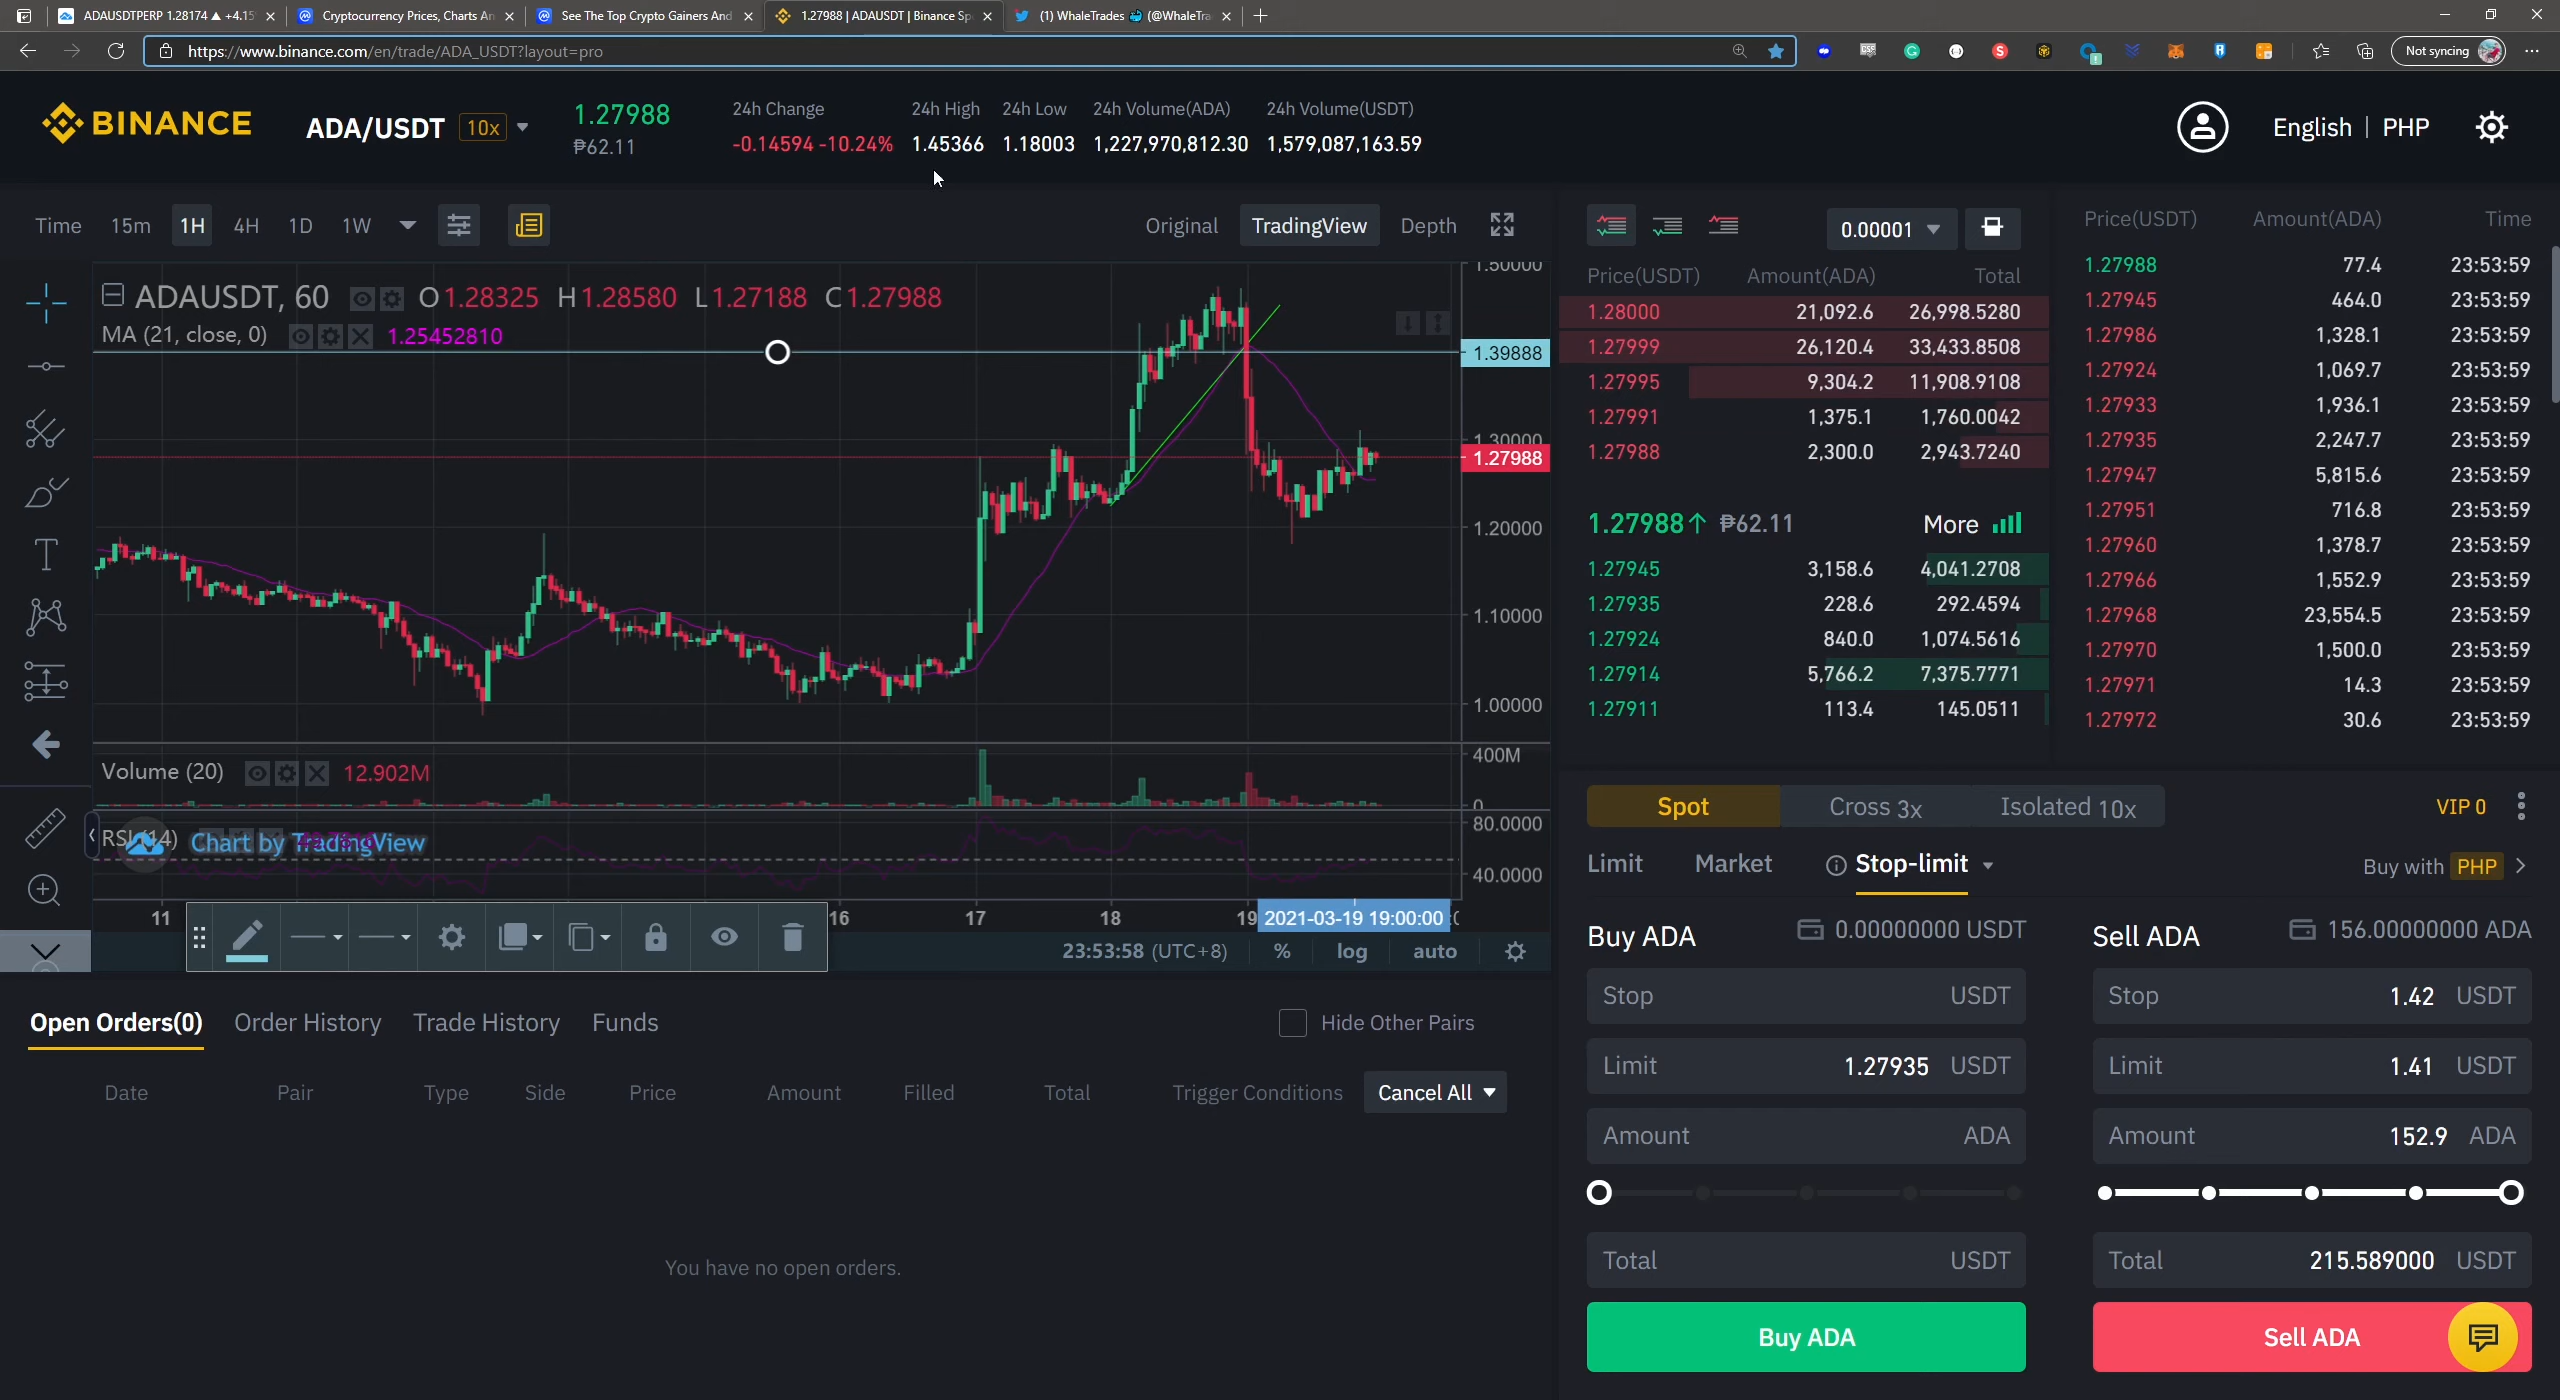 ADAUSDTPERP 1.28174 ▲ +4.15
Cryptocurrency Prices, Charts An
See The Top Crypto Gainers And
1.27988 | ADAUSDT | Binance Sp
(1) WhaleTrades (@WhaleTra
https://www.binance.com/en/trade/ADA_USDT?layout=pro
Not syncing
BINANCE
ADA/USDT 10x
1.27988
₱62.11
24h Change
-0.14594 -10.24%
24h High
1.45366
24h Low
1.18003
24h Volume(ADA)
1,227,970,812.30
24h Volume(USDT)
1,579,087,163.59
English | PHP
Time 15m 1H 4H 1D 1W
Original TradingView Depth
ADAUSDT, 60 O1.28325 H1.28580 L1.27188 C1.27988
MA (21, close, 0) 1.25452810
1.50000
1.39888
1.30000
1.27988
1.20000
1.10000
1.00000
Volume (20) 12.902M
400M
0
RSI (14)
Chart by TradingView
80.0000
40.0000
11 16 17 18 19 2021-03-19 19:00:00
23:53:58 (UTC+8) % log auto
0.00001
Price(USDT) Amount(ADA) Total
1.28000 21,092.6 26,998.5280
1.27999 26,120.4 33,433.8508
1.27995 9,304.2 11,908.9108
1.27991 1,375.1 1,760.0042
1.27988 2,300.0 2,943.7240
1.27988↑ ₱62.11 More
1.27945 3,158.6 4,041.2708
1.27935 228.6 292.4594
1.27924 840.0 1,074.5616
1.27914 5,766.2 7,375.7771
1.27911 113.4 145.0511
Price(USDT) Amount(ADA) Time
1.27988 77.4 23:53:59
1.27945 464.0 23:53:59
1.27986 1,328.1 23:53:59
1.27924 1,069.7 23:53:59
1.27933 1,936.1 23:53:59
1.27935 2,247.7 23:53:59
1.27947 5,815.6 23:53:59
1.27951 716.8 23:53:59
1.27960 1,378.7 23:53:59
1.27966 1,552.9 23:53:59
1.27968 23,554.5 23:53:59
1.27970 1,500.0 23:53:59
1.27971 14.3 23:53:59
1.27972 30.6 23:53:59
Spot Cross 3x Isolated 10x
VIP 0
Limit Market Stop-limit
Buy with PHP
Buy ADA 0.00000000 USDT
Stop USDT
Limit 1.27935 USDT
Amount ADA
Total USDT
Buy ADA
Sell ADA 156.00000000 ADA
Stop 1.42 USDT
Limit 1.41 USDT
Amount 152.9 ADA
Total 215.589000 USDT
Sell ADA
Open Orders(0) Order History Trade History Funds
Hide Other Pairs
Date Pair Type Side Price Amount Filled Total Trigger Conditions Cancel All
You have no open orders.